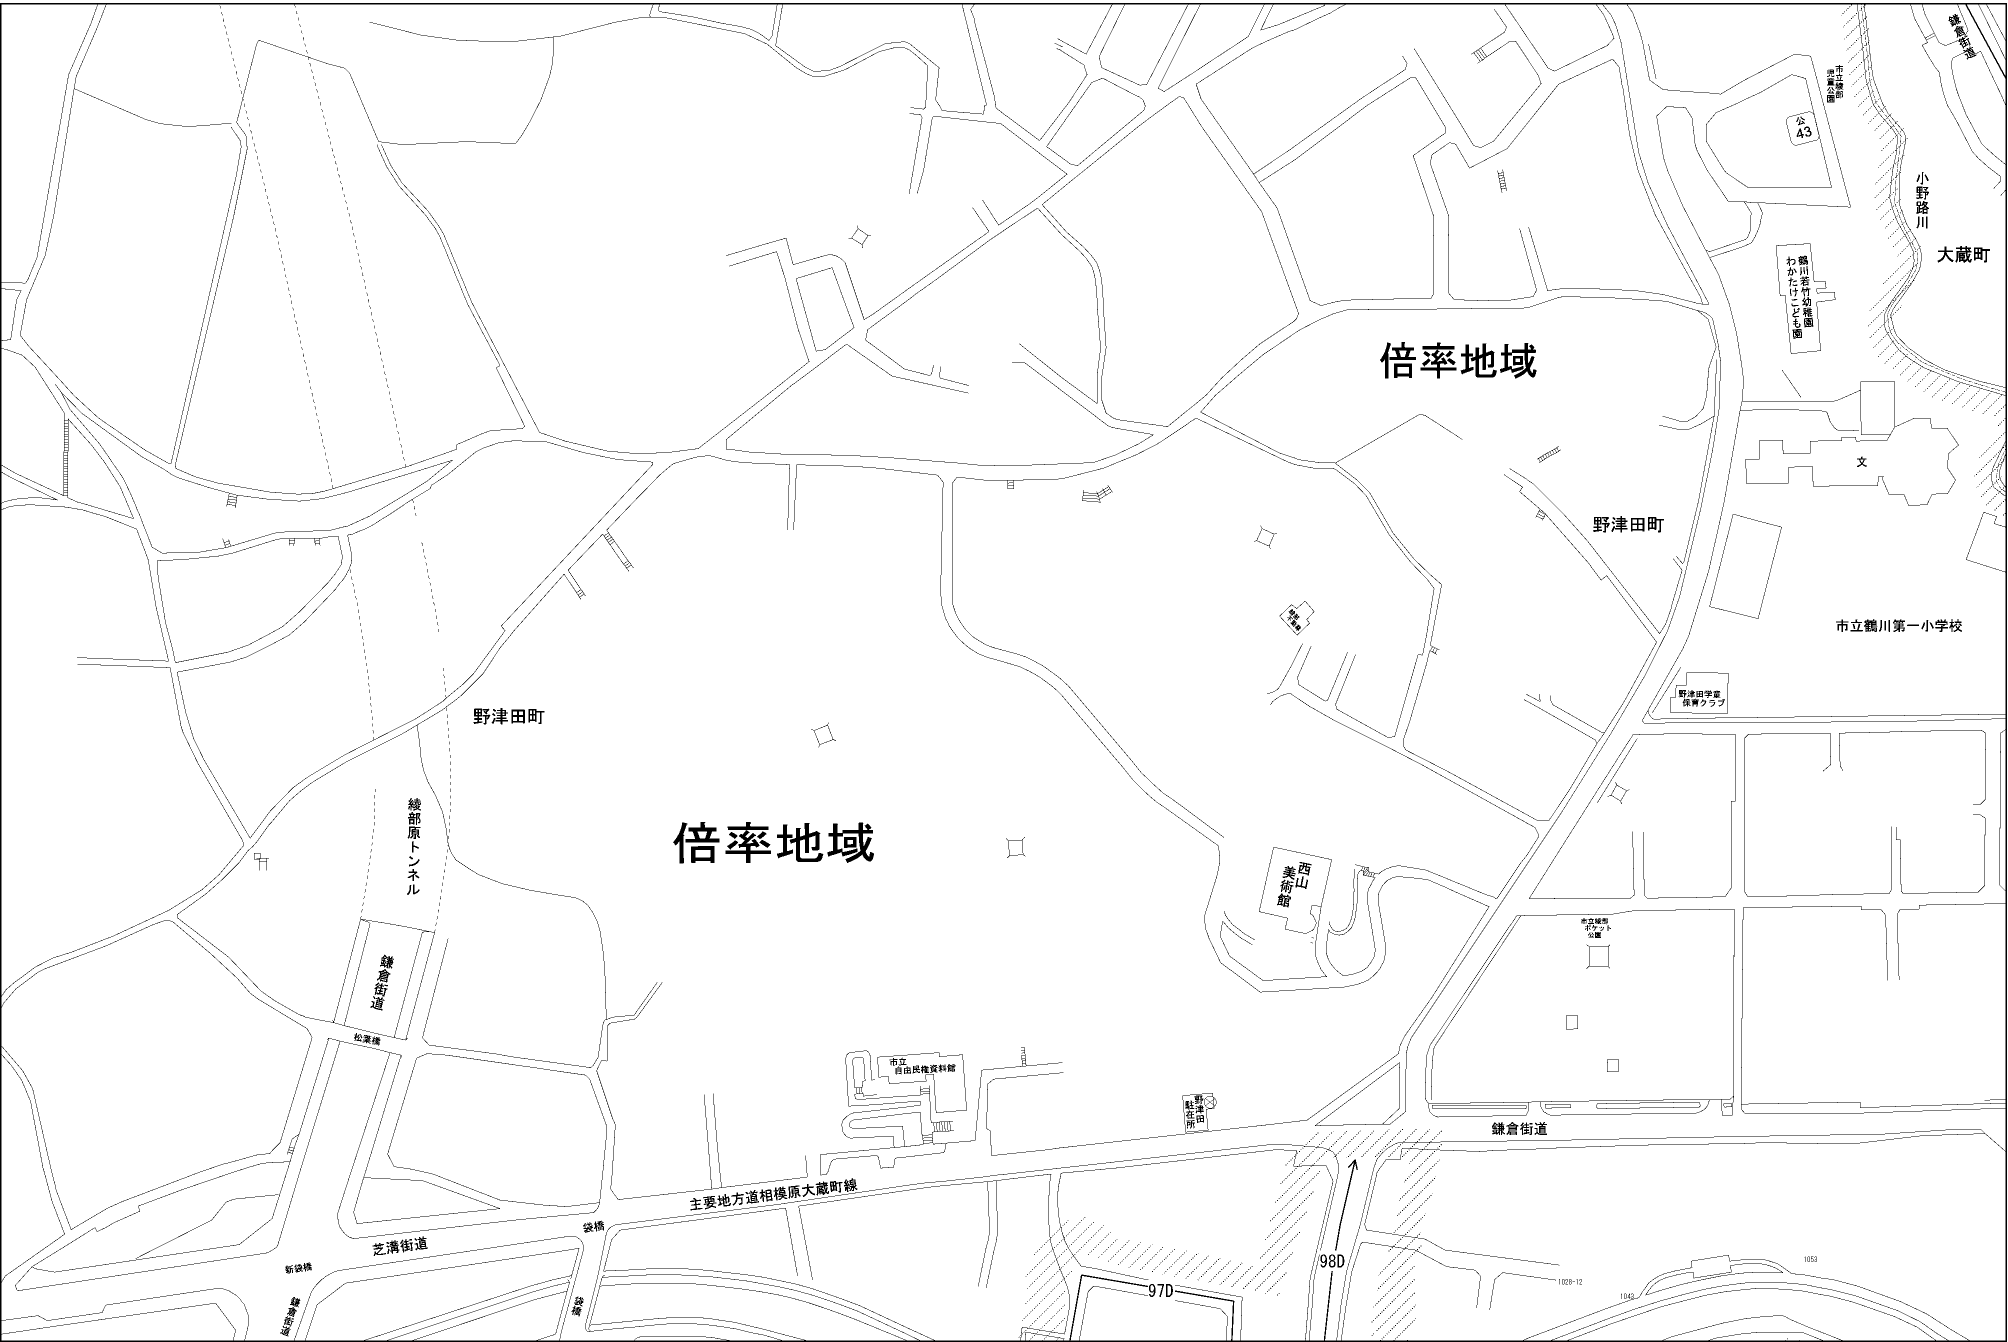 鎌倉街道
市立綾部
児童公園
公
43
小野路川
大蔵町
鶴川若竹幼稚園
わかたけこども園
倍率地域
文
野津田町
市立鶴川第一小学校
野津田学童
保育クラブ
野津田町
綾部原トンネル
倍率地域
西山
美術館
市立綾部
ポケット
公園
鎌倉街道
松葉橋
市立
自由民権資料館
野津田
駐在所
鎌倉街道
主要地方道相模原大蔵町線
袋橋
芝溝街道
新袋橋
鎌倉街道
袋橋
97D
98D
1028-12
1043
1053